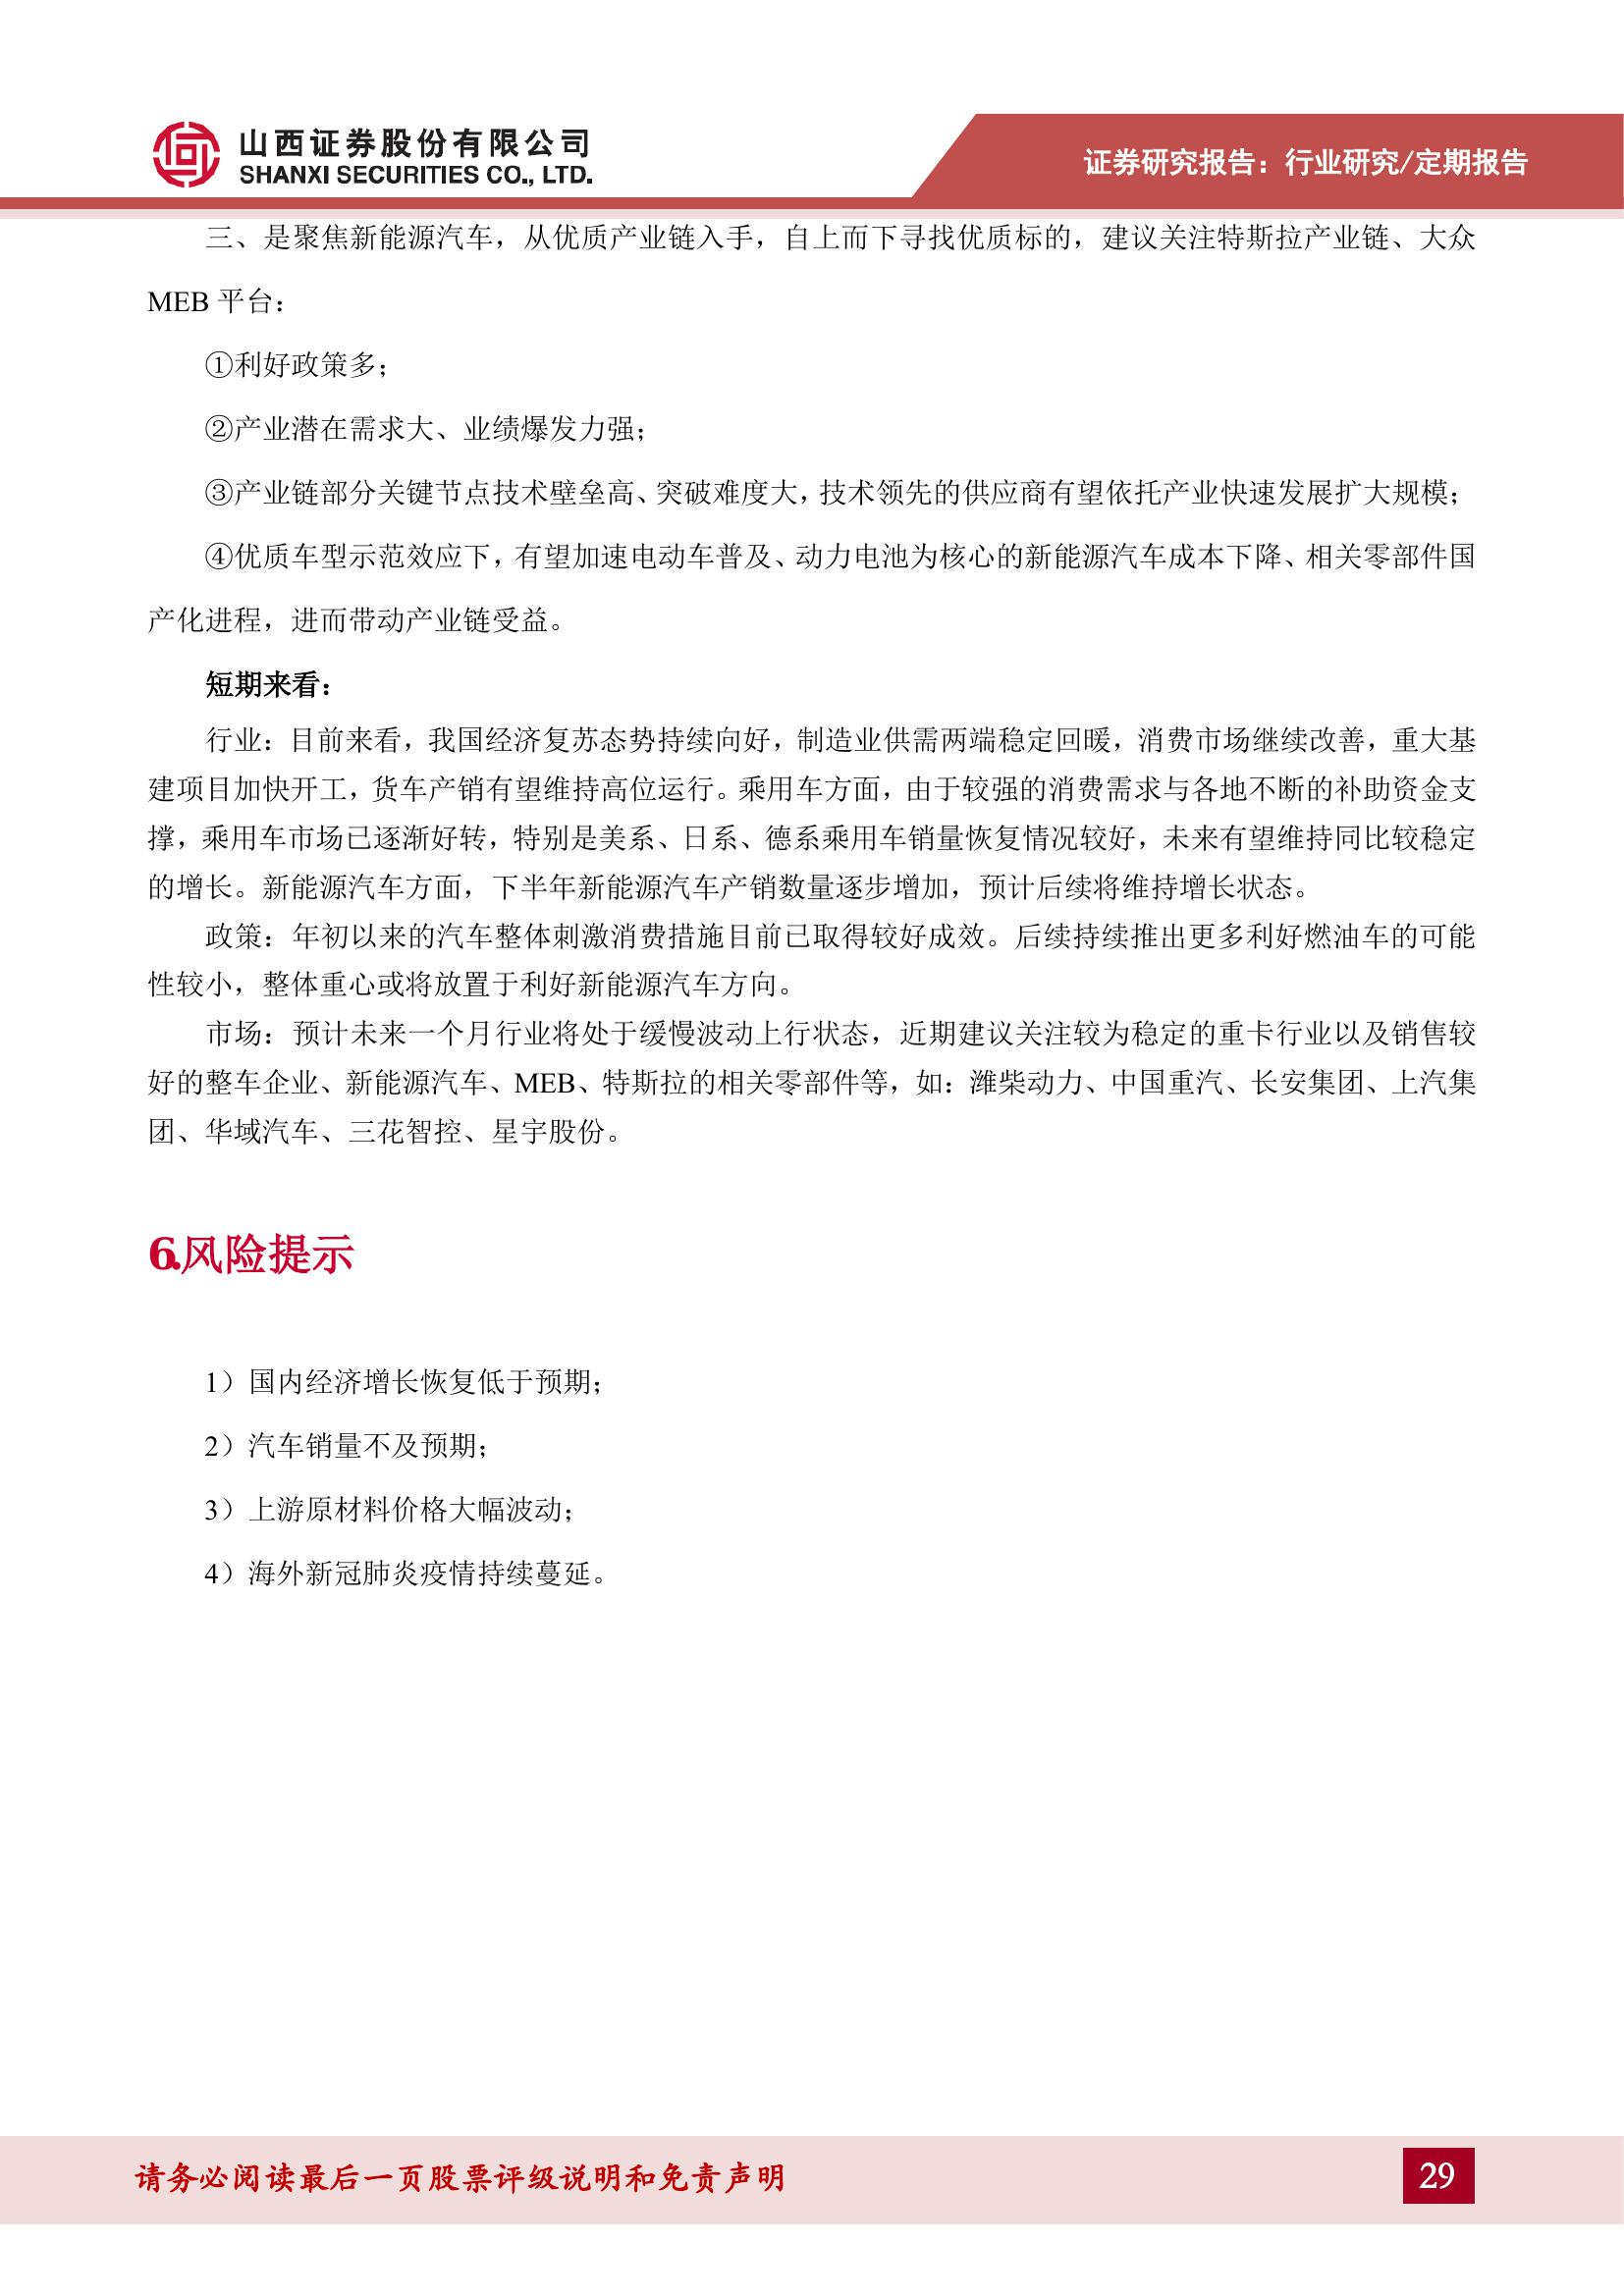 山西证券股份有限公司
SHANXI SECURITIES CO., LTD.
证券研究报告：行业研究/定期报告
三、是聚焦新能源汽车，从优质产业链入手，自上而下寻找优质标的，建议关注特斯拉产业链、大众
MEB 平台：
①利好政策多；
②产业潜在需求大、业绩爆发力强；
③产业链部分关键节点技术壁垒高、突破难度大，技术领先的供应商有望依托产业快速发展扩大规模；
④优质车型示范效应下，有望加速电动车普及、动力电池为核心的新能源汽车成本下降、相关零部件国
产化进程，进而带动产业链受益。
短期来看：
行业：目前来看，我国经济复苏态势持续向好，制造业供需两端稳定回暖，消费市场继续改善，重大基
建项目加快开工，货车产销有望维持高位运行。乘用车方面，由于较强的消费需求与各地不断的补助资金支
撑，乘用车市场已逐渐好转，特别是美系、日系、德系乘用车销量恢复情况较好，未来有望维持同比较稳定
的增长。新能源汽车方面，下半年新能源汽车产销数量逐步增加，预计后续将维持增长状态。
政策：年初以来的汽车整体刺激消费措施目前已取得较好成效。后续持续推出更多利好燃油车的可能
性较小，整体重心或将放置于利好新能源汽车方向。
市场：预计未来一个月行业将处于缓慢波动上行状态，近期建议关注较为稳定的重卡行业以及销售较
好的整车企业、新能源汽车、MEB、特斯拉的相关零部件等，如：潍柴动力、中国重汽、长安集团、上汽集
团、华域汽车、三花智控、星宇股份。
6.风险提示
1）国内经济增长恢复低于预期；
2）汽车销量不及预期；
3）上游原材料价格大幅波动；
4）海外新冠肺炎疫情持续蔓延。
请务必阅读最后一页股票评级说明和免责声明
29